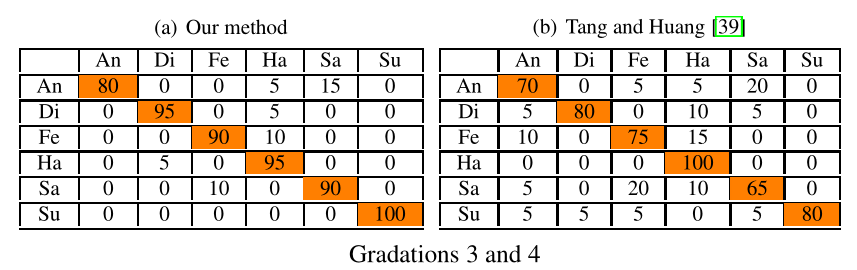 (a) Our method
An Di Fe Ha Sa Su
An 80 0 0 5 15 0
Di 0 95 0 5 0 0
Fe 0 0 90 10 0 0
Ha 0 5 0 95 0 0
Sa 0 0 10 0 90 0
Su 0 0 0 0 0 100
(b) Tang and Huang [39]
An Di Fe Ha Sa Su
An 70 0 5 5 20 0
Di 5 80 0 10 5 0
Fe 10 0 75 15 0 0
Ha 0 0 0 100 0 0
Sa 5 0 20 10 65 0
Su 5 5 5 0 5 80
Gradations 3 and 4